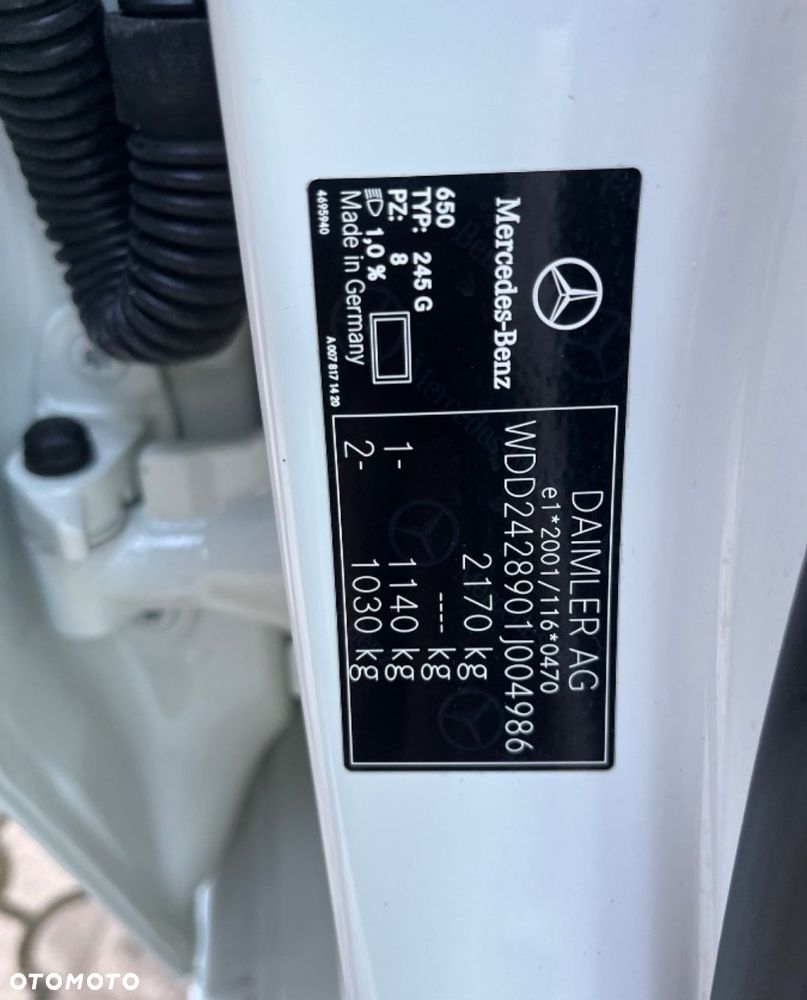 DAIMLER AG
e1*2001/116*0470
WDD2428901J004986
2170 kg
---- kg
1- 1140 kg
2- 1030 kg
Mercedes-Benz
650
TYP: 245 G
PZ: 8
1,0 %
Made in Germany
4695940
A 007 817 14 20
OTOMOTO